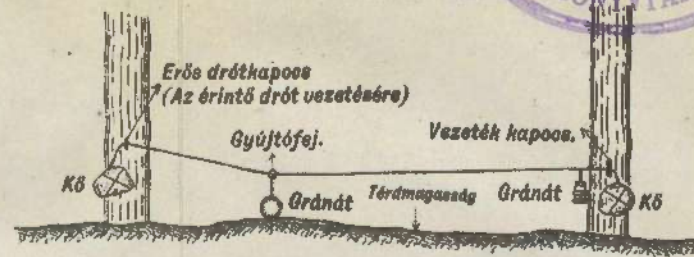 Erős drótkapocs
(Az érintő drót vezetésére)
Gyújtófej.
Vezeték kapocs.
Kő
Gránát
Térdmagasság
Gránát
Kő